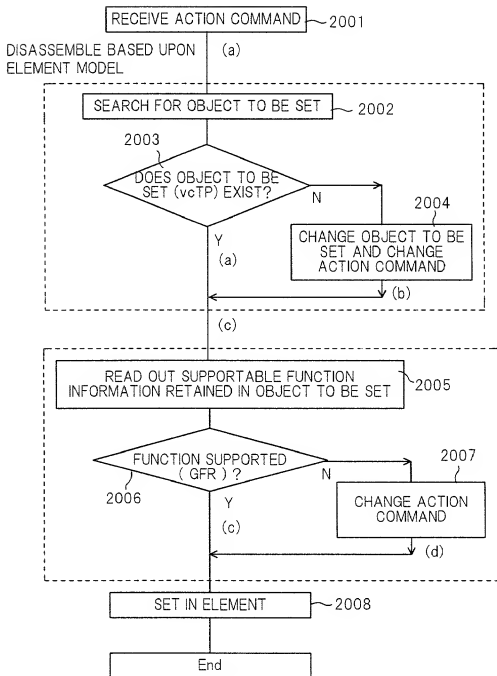 RECEIVE ACTION COMMAND
2001
DISASSEMBLE BASED UPON
ELEMENT MODEL
(a)
SEARCH FOR OBJECT TO BE SET
2002
2003
DOES OBJECT TO BE
SET (vcTP) EXIST?
N
2004
CHANGE OBJECT TO BE
SET AND CHANGE
ACTION COMMAND
Y
(a)
(b)
(c)
READ OUT SUPPORTABLE FUNCTION
INFORMATION RETAINED IN OBJECT TO BE SET
2005
FUNCTION SUPPORTED
( GFR ) ?
2006
N
2007
CHANGE ACTION
COMMAND
Y
(c)
(d)
SET IN ELEMENT
2008
End